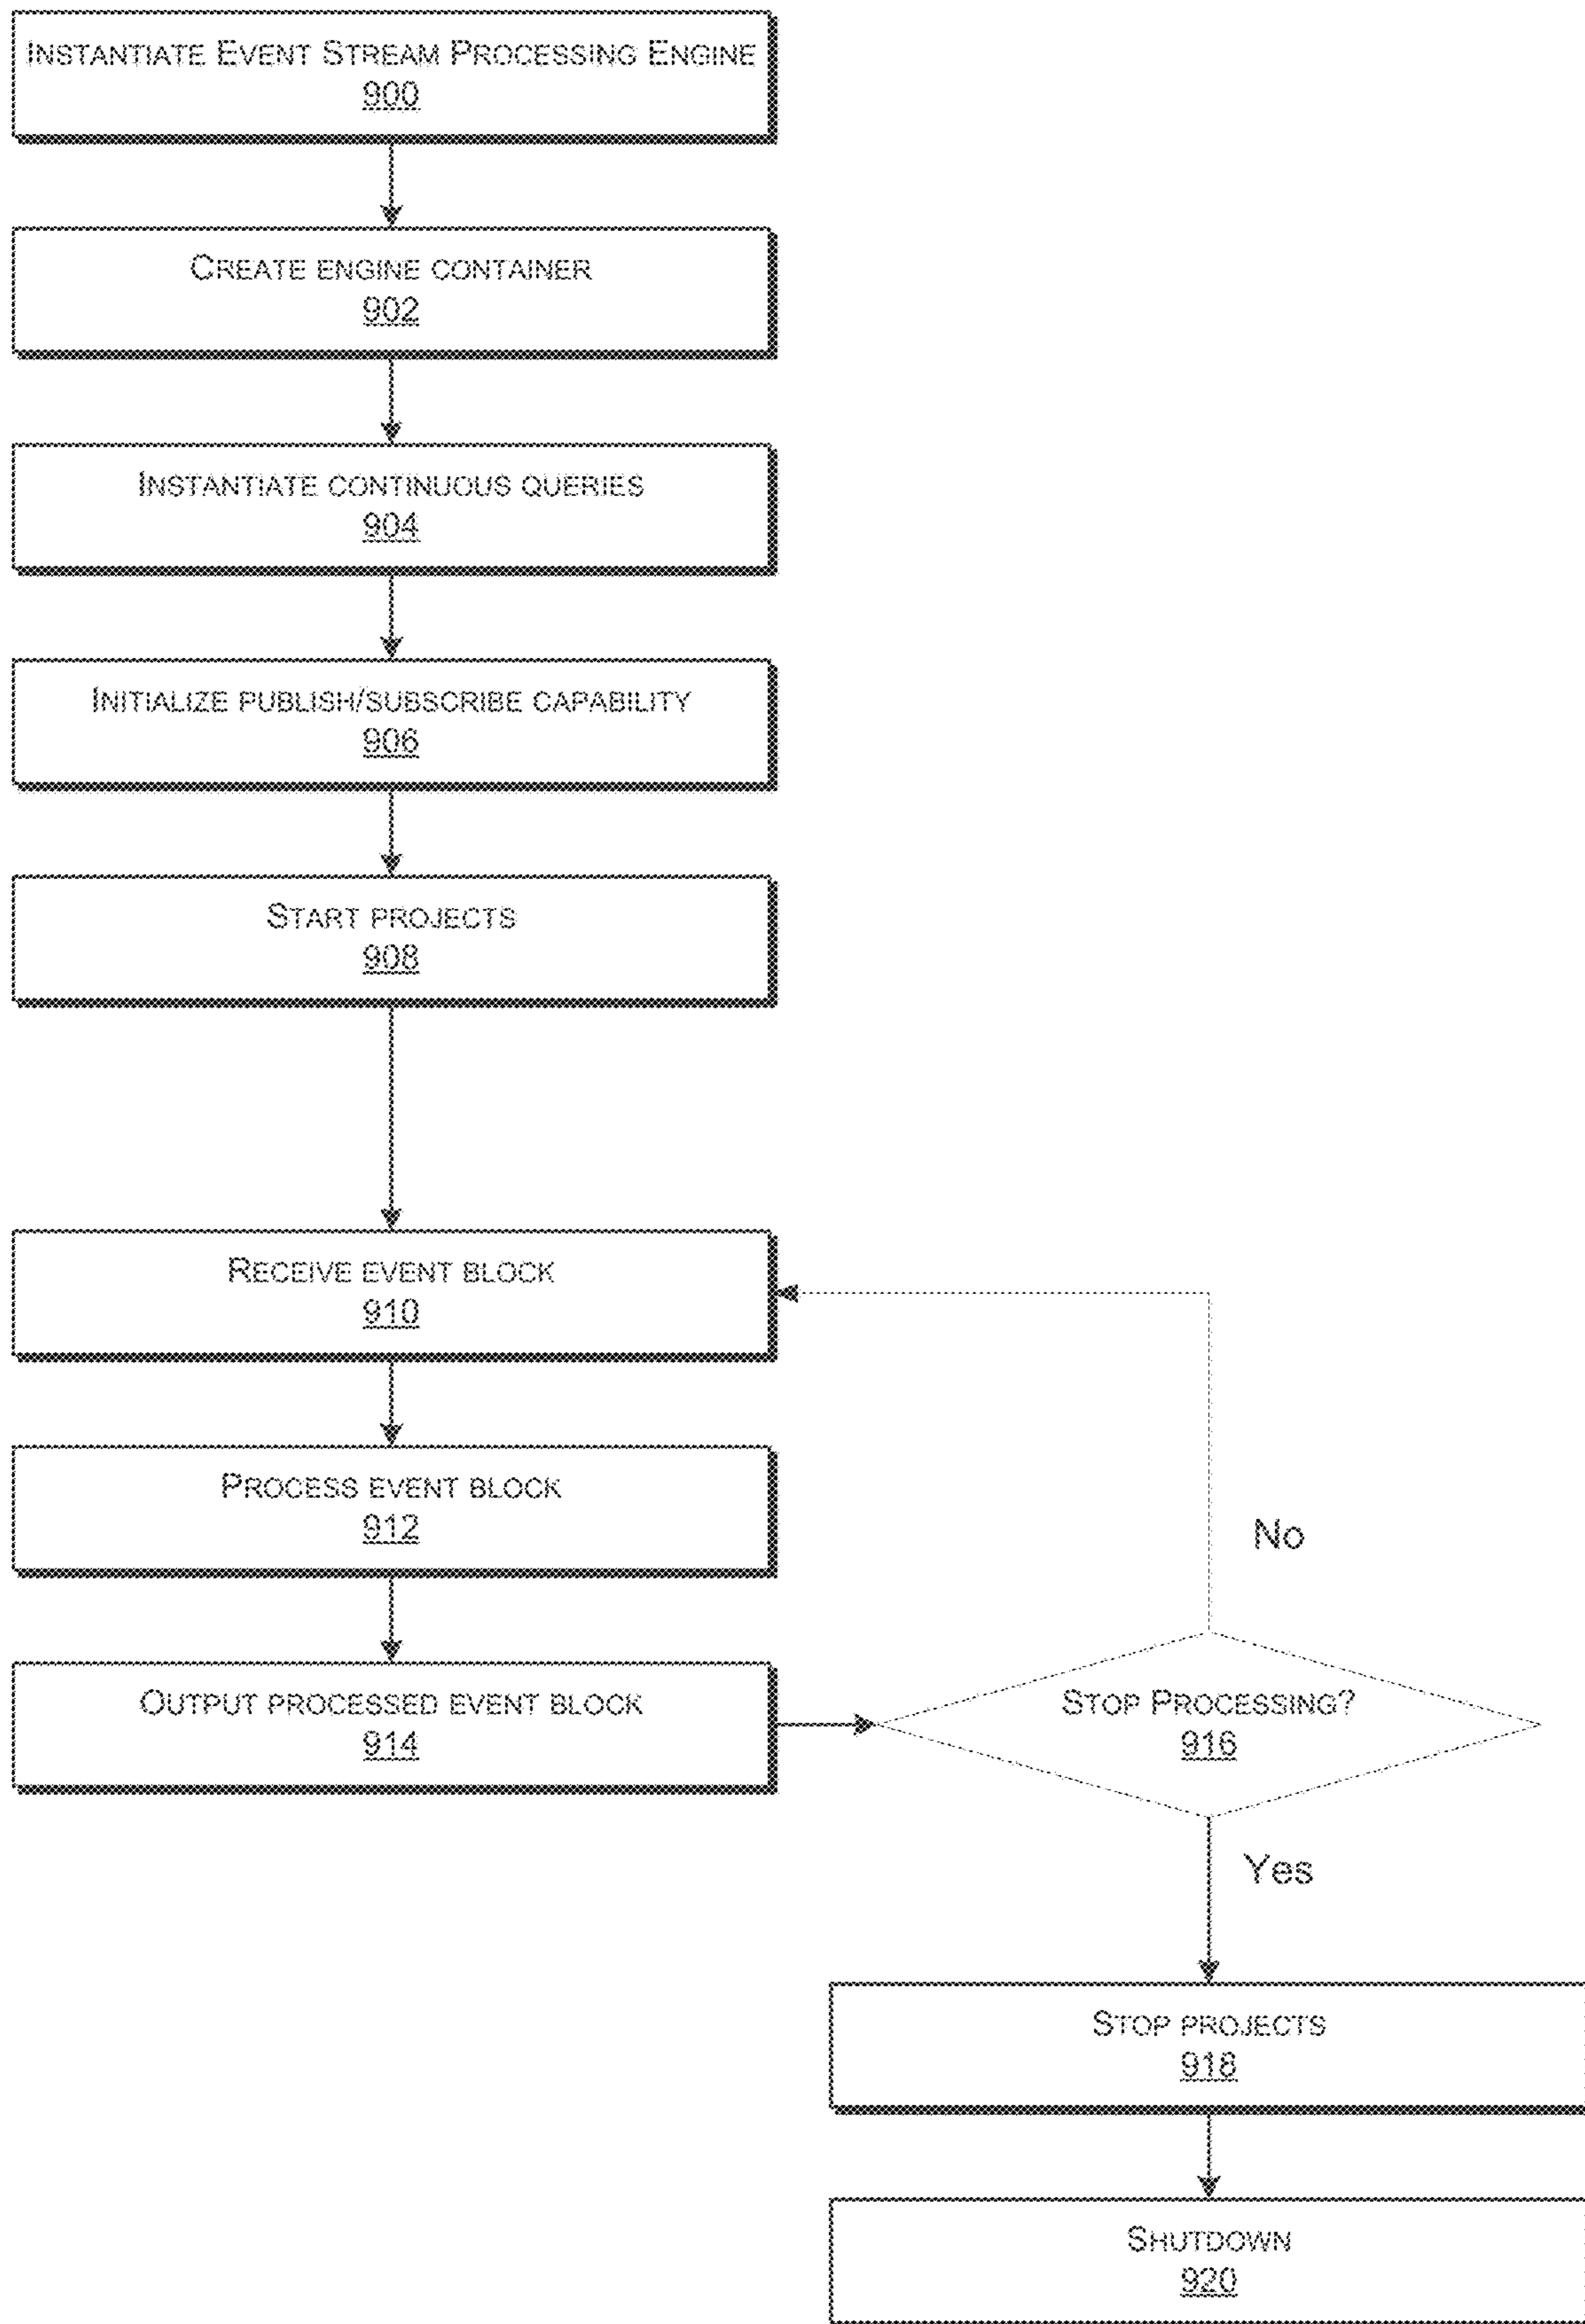 INSTANTIATE EVENT STREAM PROCESSING ENGINE
900
CREATE ENGINE CONTAINER
902
INSTANTIATE CONTINUOUS QUERIES
904
INITIALIZE PUBLISH/SUBSCRIBE CAPABILITY
906
START PROJECTS
908
RECEIVE EVENT BLOCK
910
PROCESS EVENT BLOCK
912
No
OUTPUT PROCESSED EVENT BLOCK
914
STOP PROCESSING?
916
Yes
STOP PROJECTS
918
SHUTDOWN
920